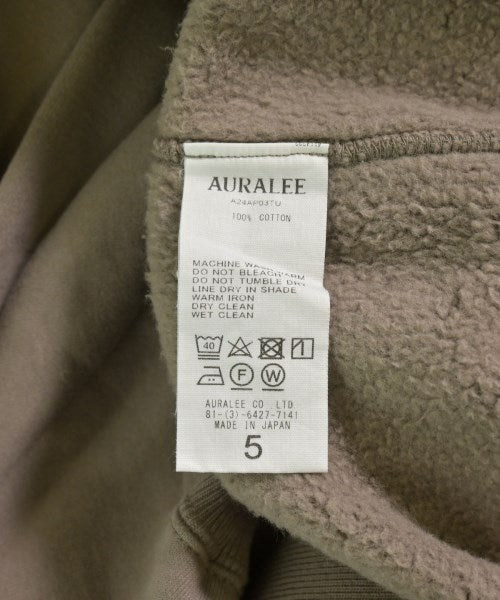 AURALEE
A24AP03TU
100% COTTON
MACHINE WASH WARM
DO NOT BLEACH
DO NOT TUMBLE DRY
LINE DRY IN SHADE
WARM IRON
DRY CLEAN
WET CLEAN
40
F W
AURALEE CO.,LTD.
81-(3)-6427-7141
MADE IN JAPAN
5